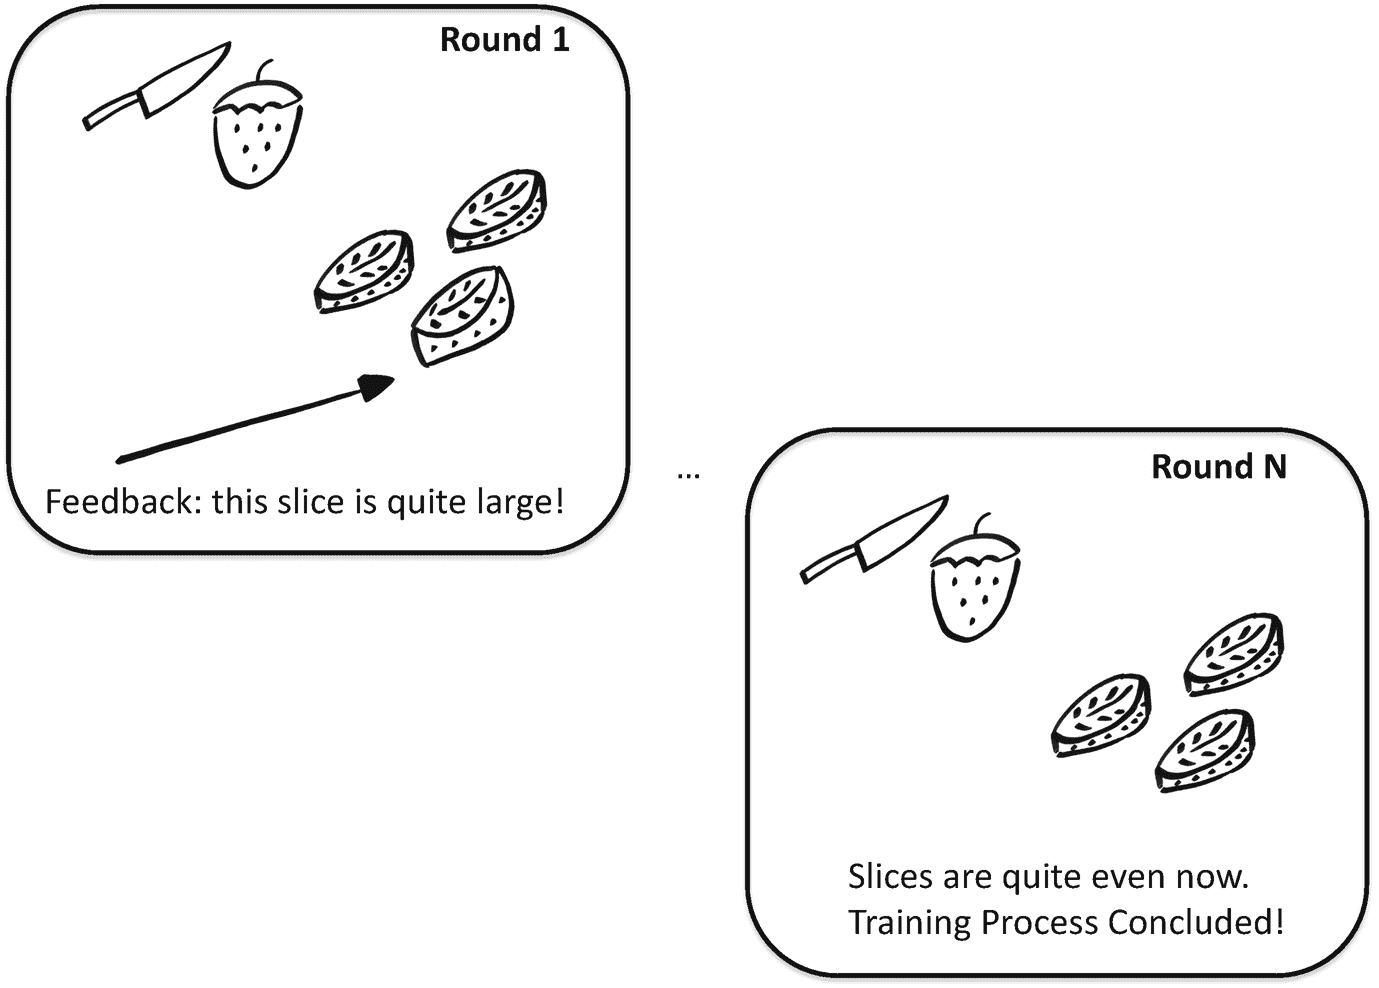 Round 1
Feedback: this slice is quite large!
...
Round N
Slices are quite even now.
Training Process Concluded!